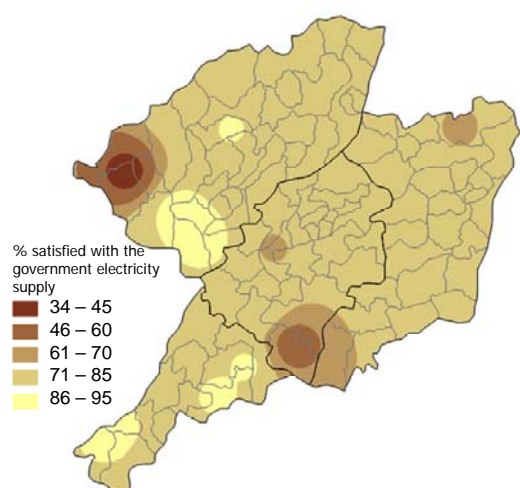 % satisfied with the
government electricity
supply
34 – 45
46 – 60
61 – 70
71 – 85
86 – 95